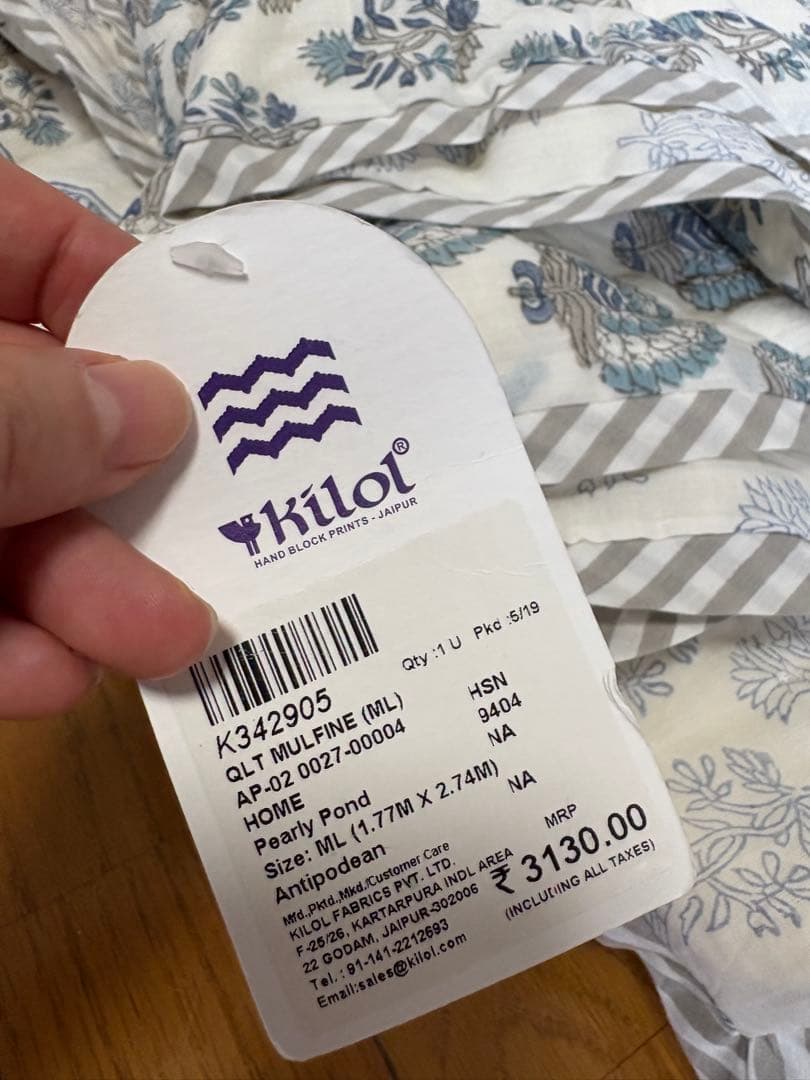 kilol®
HAND BLOCK PRINTS - JAIPUR
Qty :1 U Pkd :5/19
K342905
QLT MULFINE (ML) HSN
AP-02 0027-00004 9404
HOME NA
Pearly Pond
Size: ML (1.77M X 2.74M) NA
Antipodean
MRP
₹ 3130.00
(INCLUDING ALL TAXES)
Mfd.,Pktd.,Mkd./Customer Care
KILOL FABRICS PVT. LTD.
F-25/26, KARTARPURA INDL AREA
22 GODAM, JAIPUR-302006
Tel.: 91-141-2212693
Email:sales@kilol.com